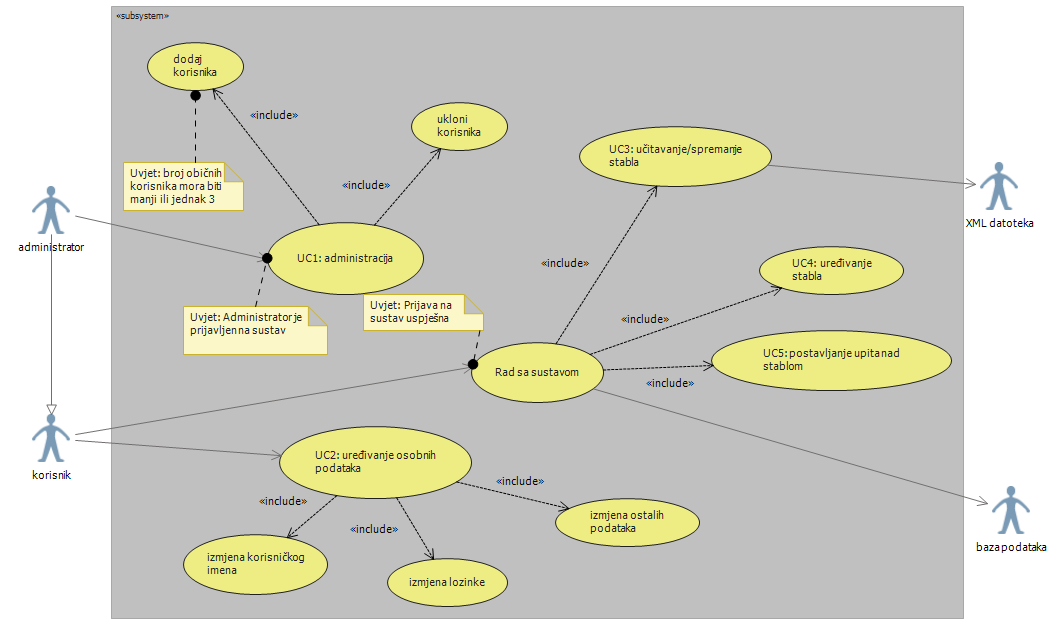 «subsystem»
dodaj
korisnika
«include»
ukloni
korisnika
«include»
Uvjet: broj običnih
korisnika mora biti
manji ili jednak 3
UC3: učitavanje/spremanje
stabla
XML datoteka
administrator
UC1: administracija
«include»
UC4: uređivanje
stabla
Uvjet: Administrator je
prijavljen na sustav
Uvjet: Prijava na
sustav uspješna
«include»
UC5: postavljanje upita nad
stablom
Rad sa sustavom
«include»
korisnik
UC2: uređivanje osobnih
podataka
«include»
«include»
«include»
izmjena ostalih
podataka
baza podataka
izmjena korisničkog
imena
izmjena lozinke